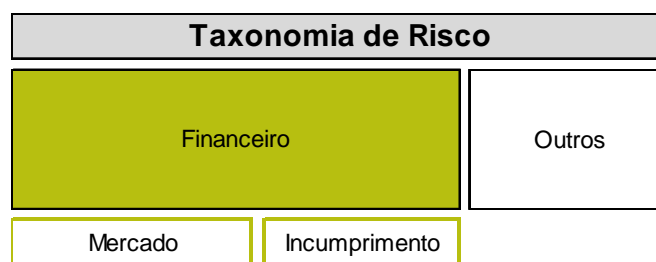 Taxonomia de Risco
Financeiro Outros
Mercado Incumprimento